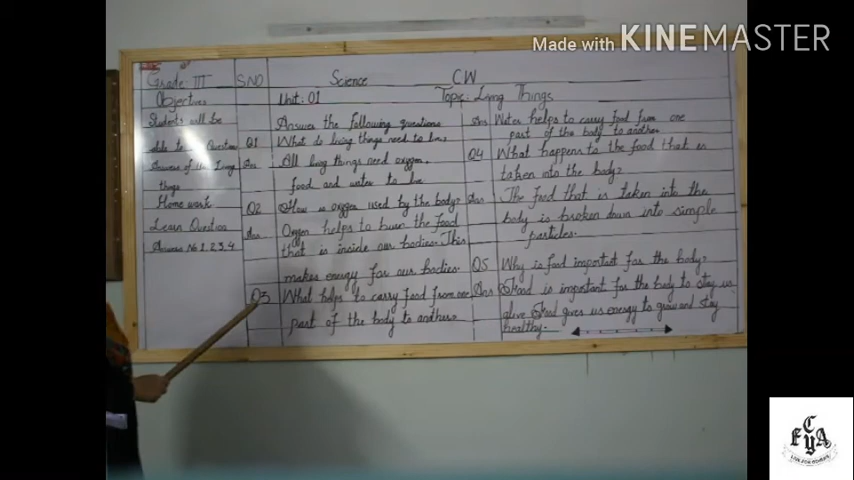 Made with KINEMASTER
Grade III
S.NO
Science
CW
Objectives
Unit: 01
Topic: Living Things
Students will be
able to Question
Answers of the Living
things
Home work
Learn Question
Answers No 1, 2, 3, 4
Answer the following questions
Q1 What do living things need to live
Ans All living things need oxygen,
food and water to live
Q2 How is oxygen used by the body?
Ans Oxygen helps to burn the food
that is inside our bodies. This
makes energy for our bodies.
Q3 What helps to carry food from one
part of the body to another
Ans Water helps to carry food from one
part of the body to another
Q4 What happens to the food that is
taken into the body?
Ans The food that is taken into the
body is broken down into simple
particles.
Q5 Why is food important for the body?
Ans Food is important for the body to stay us
alive Food gives us energy to grow and stay
healthy.
C
F Y A